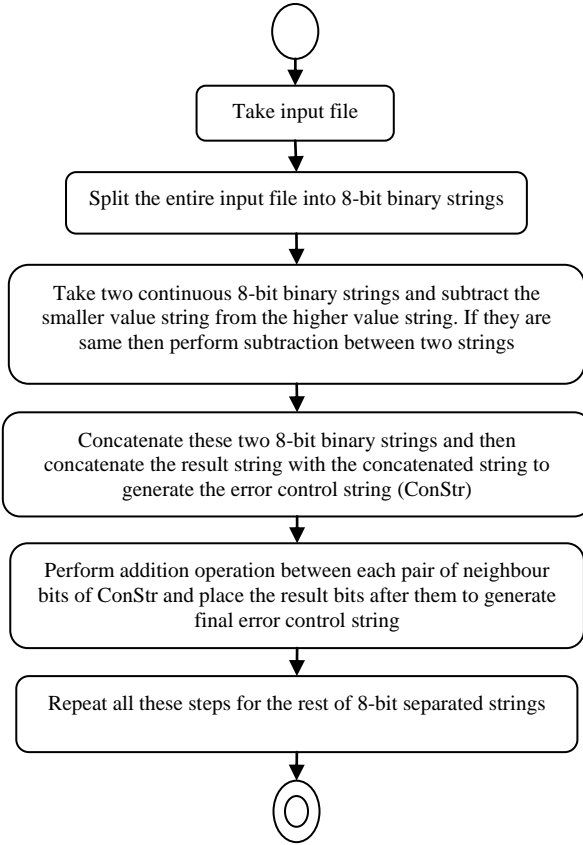 Take input file
Split the entire input file into 8-bit binary strings
Take two continuous 8-bit binary strings and subtract the
smaller value string from the higher value string. If they are
same then perform subtraction between two strings
Concatenate these two 8-bit binary strings and then
concatenate the result string with the concatenated string to
generate the error control string (ConStr)
Perform addition operation between each pair of neighbour
bits of ConStr and place the result bits after them to generate
final error control string
Repeat all these steps for the rest of 8-bit separated strings